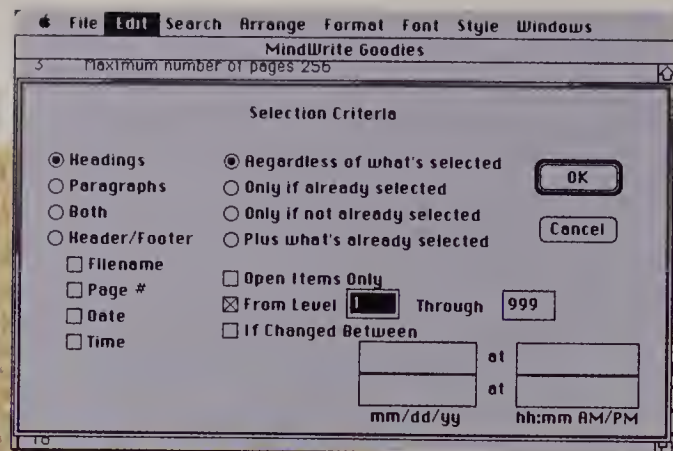 File Edit Search Arrange Format Font Style Windows
MindWrite Goodies
3 Maximum number of pages 256
Selection Criteria
Headings
Paragraphs
Both
Header/Footer
Filename
Page #
Date
Time
Regardless of what's selected
Only if already selected
Only if not already selected
Plus what's already selected
Open Items Only
From Level 1 Through 999
If Changed Between
at
at
mm/dd/yy hh:mm AM/PM
OK
Cancel